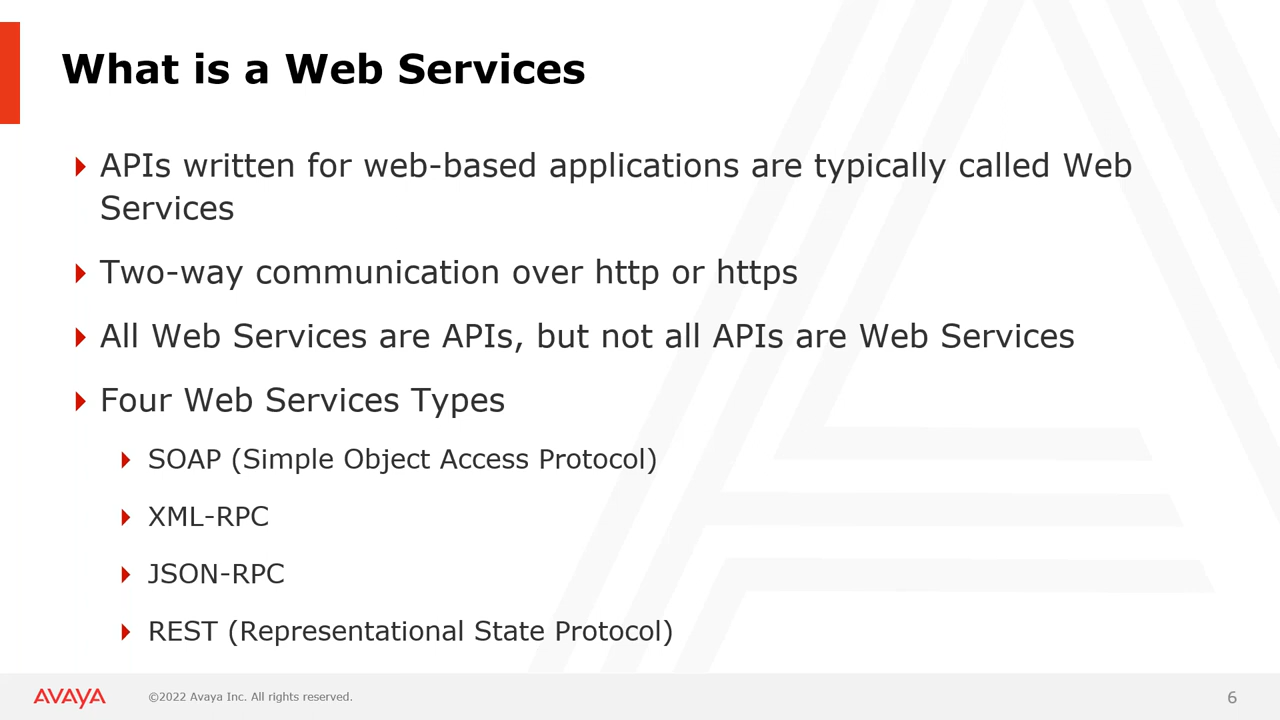 What is a Web Services
APIs written for web-based applications are typically called Web
Services
Two-way communication over http or https
All Web Services are APIs, but not all APIs are Web Services
Four Web Services Types
SOAP (Simple Object Access Protocol)
XML-RPC
JSON-RPC
REST (Representational State Protocol)
AVAYA ©2022 Avaya Inc. All rights reserved. 6